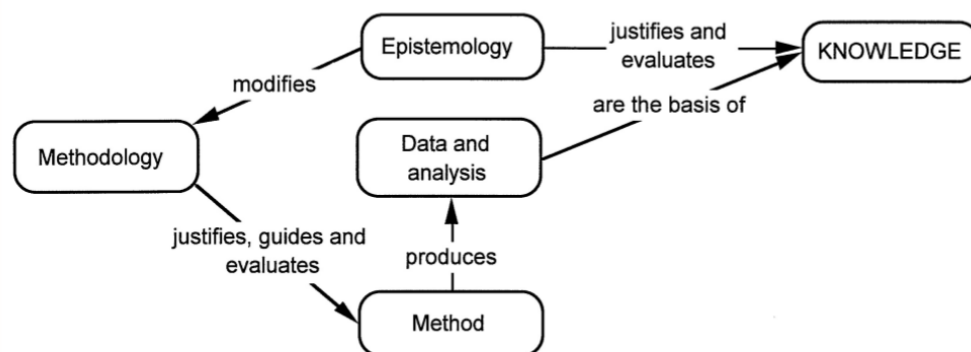 Epistemology
justifies and
evaluates
KNOWLEDGE
modifies
are the basis of
Methodology
Data and
analysis
justifies, guides and
evaluates
produces
Method